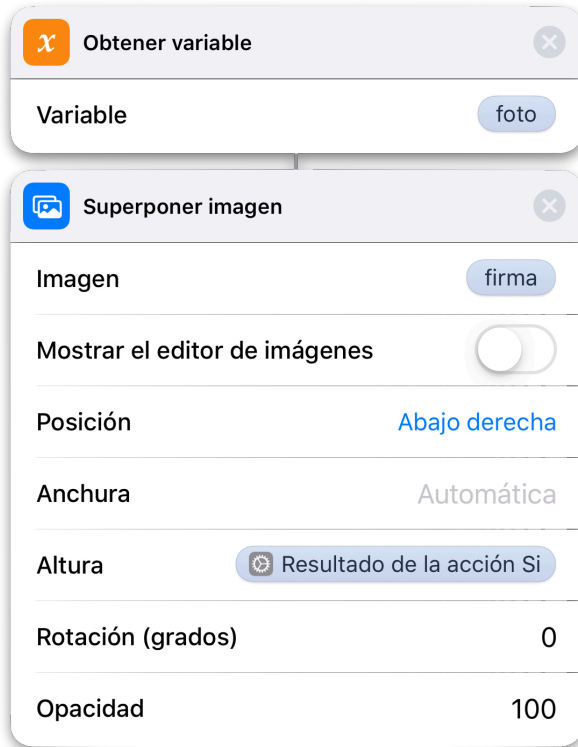 x Obtener variable
Variable foto
Superponer imagen
Imagen firma
Mostrar el editor de imágenes
Posición Abajo derecha
Anchura Automática
Altura Resultado de la acción Si
Rotación (grados) 0
Opacidad 100